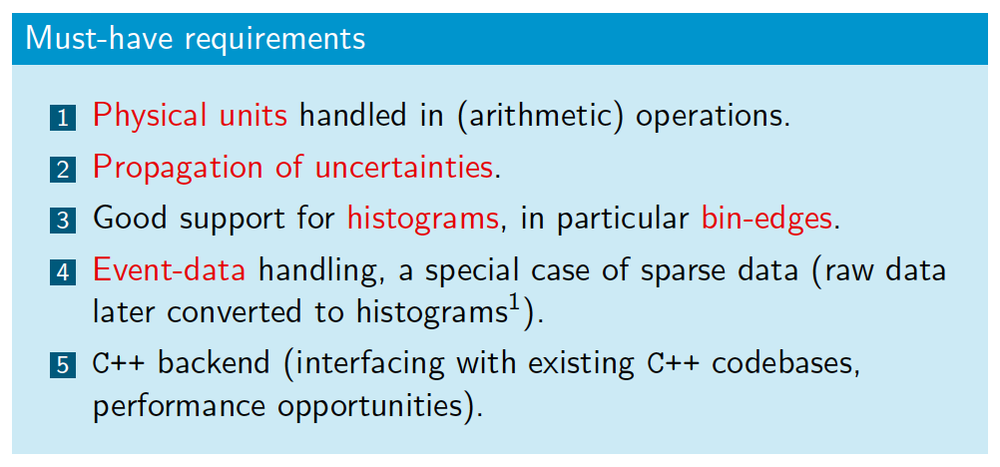 Must-have requirements
1 Physical units handled in (arithmetic) operations.
2 Propagation of uncertainties.
3 Good support for histograms, in particular bin-edges.
4 Event-data handling, a special case of sparse data (raw data
later converted to histograms¹).
5 C++ backend (interfacing with existing C++ codebases,
performance opportunities).